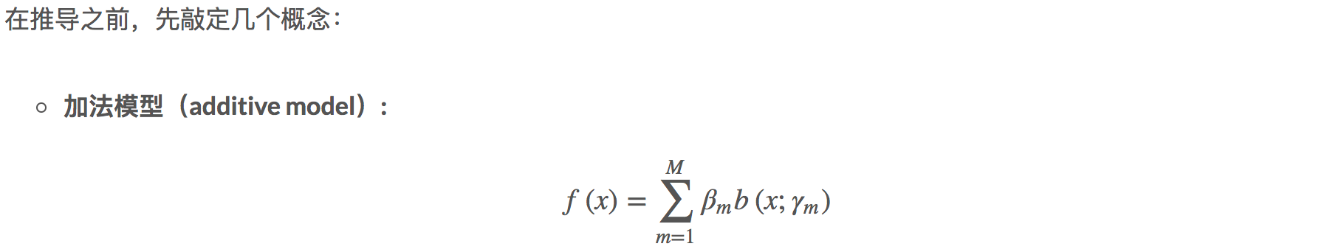 在推导之前，先敲定几个概念：
○ 加法模型（additive model）:
f (x) = \sum_{m=1}^{M} β_m b (x; γ_m)